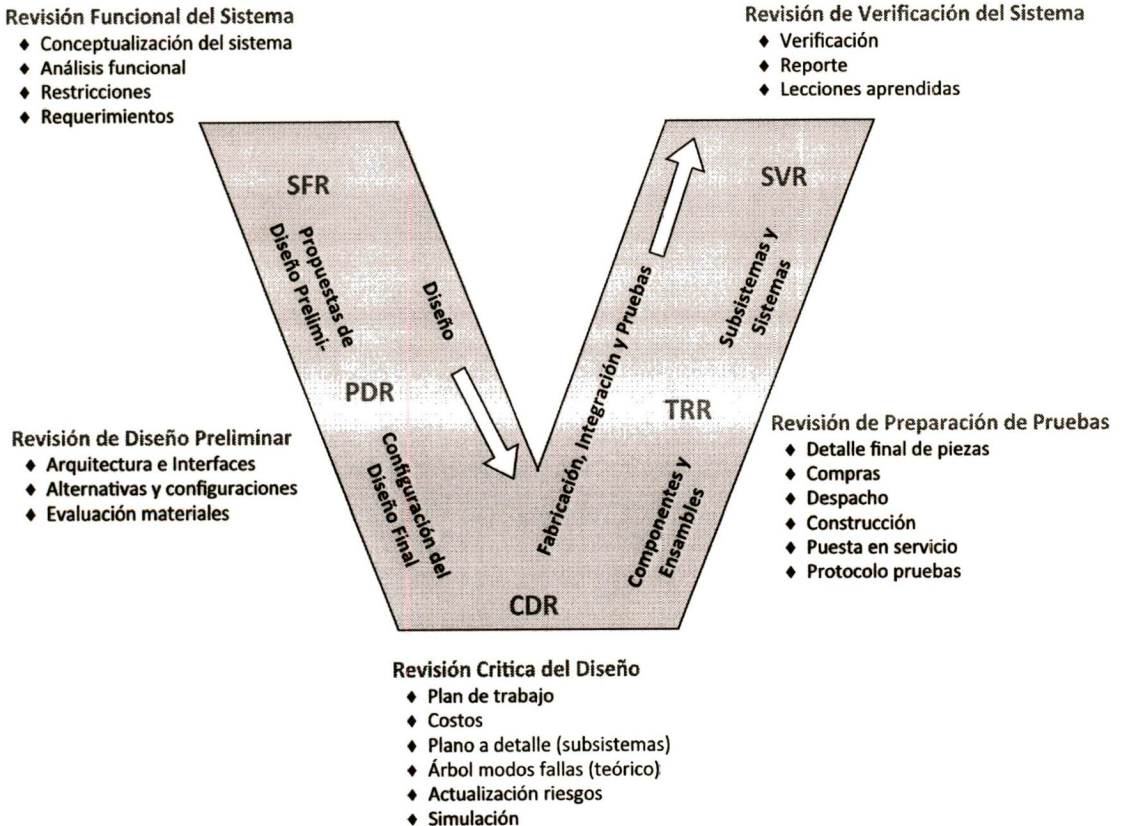 Revisión Funcional del Sistema
♦ Conceptualización del sistema
♦ Análisis funcional
♦ Restricciones
♦ Requerimientos
Revisión de Verificación del Sistema
♦ Verificación
♦ Reporte
♦ Lecciones aprendidas
SFR
Propuestas de
Diseño Prelimi-
Diseño
PDR
Revisión de Diseño Preliminar
♦ Arquitectura e Interfaces
♦ Alternativas y configuraciones
♦ Evaluación materiales
Configuración del
Diseño Final
CDR
Revisión Critica del Diseño
♦ Plan de trabajo
♦ Costos
♦ Plano a detalle (subsistemas)
♦ Árbol modos fallas (teórico)
♦ Actualización riesgos
♦ Simulación
Fabricación, Integración y Pruebas
Componentes y
Ensambles
TRR
Revisión de Preparación de Pruebas
♦ Detalle final de piezas
♦ Compras
♦ Despacho
♦ Construcción
♦ Puesta en servicio
♦ Protocolo pruebas
Subsistemas y
Sistemas
SVR